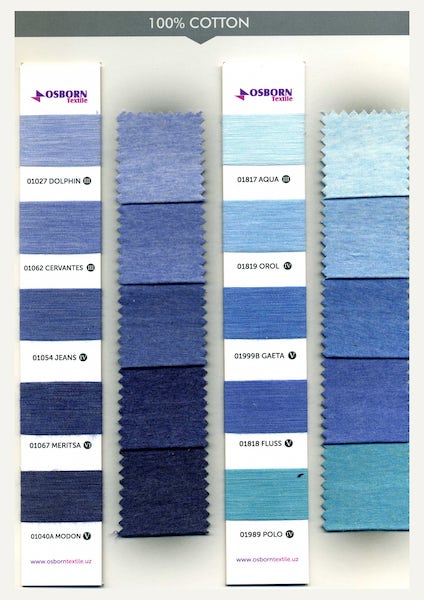 100% COTTON
OSBORN
Textile
01027 DOLPHIN III
01062 CERVANTES III
01054 JEANS IV
01067 MERITSA VI
01040A MODON V
www.osborntextile.uz
OSBORN
Textile
01817 AQUA III
01819 OROL IV
01999B GAETA V
01818 FLUSS V
01989 POLO IV
www.osborntextile.uz